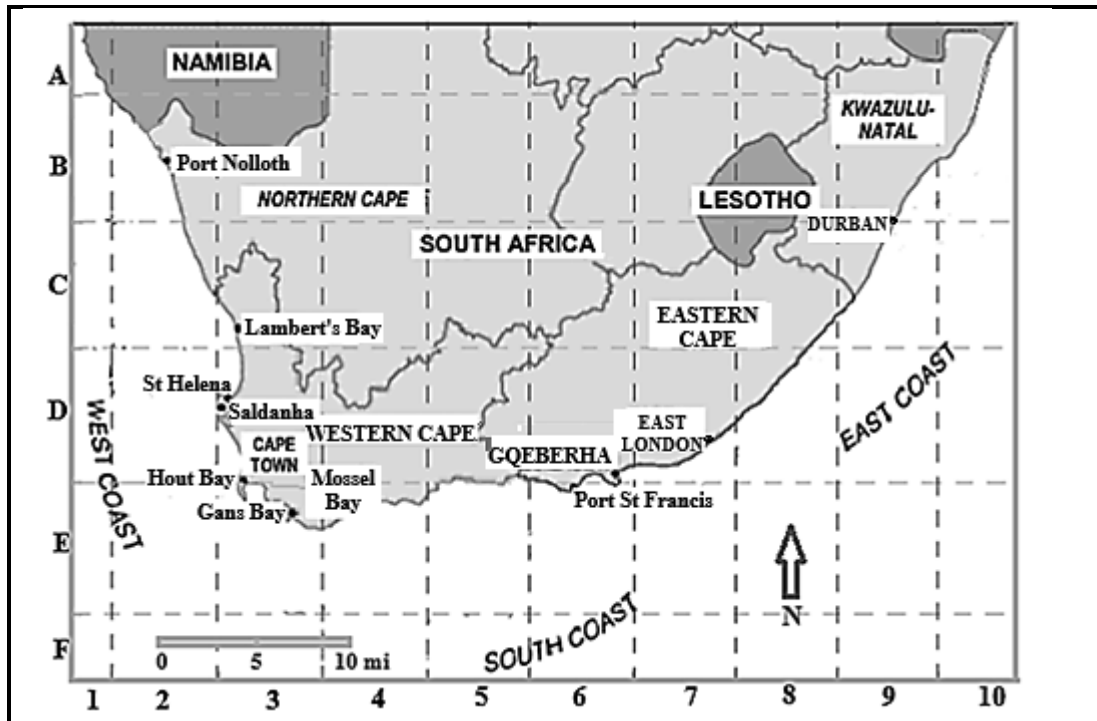 A
NAMIBIA
KWAZULU-
NATAL
B
Port Nolloth
NORTHERN CAPE
LESOTHO
DURBAN
SOUTH AFRICA
C
EASTERN
CAPE
Lambert's Bay
St Helena
Saldanha
D
WEST COAST
EAST COAST
WESTERN CAPE
EAST
LONDON
CAPE
TOWN
GQEBERHA
Hout Bay
Mossel
Bay
Port St Francis
Gans Bay
E
N
SOUTH COAST
F
0 5 10 mi
1 2 3 4 5 6 7 8 9 10